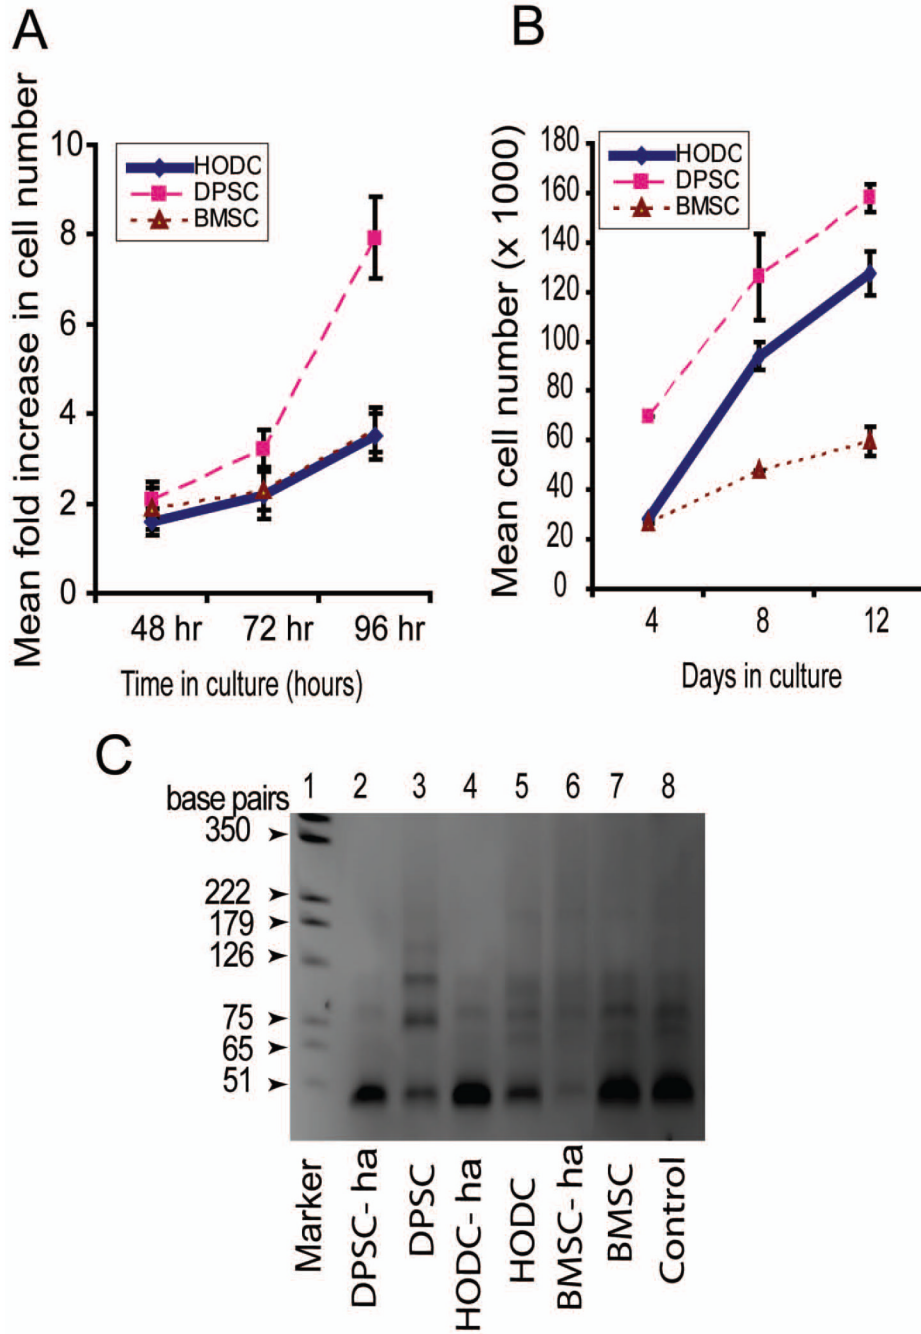 A
Mean fold increase in cell number
10
8
6
4
2
0
HODC
DPSC
BMSC
48 hr 72 hr 96 hr
Time in culture (hours)
B
Mean cell number (x 1000)
180
160
140
120
100
80
60
40
20
0
HODC
DPSC
BMSC
4 8 12
Days in culture
C
base pairs 1 2 3 4 5 6 7 8
350
222
179
126
75
65
51
Marker
DPSC- ha
DPSC
HODC- ha
HODC
BMSC- ha
BMSC
Control